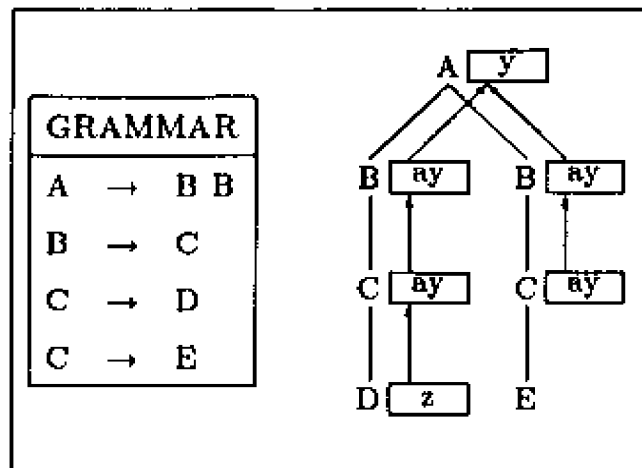 GRAMMAR
A → B B
B → C
C → D
C → E
A y
B ay B ay
C ay C ay
D z E